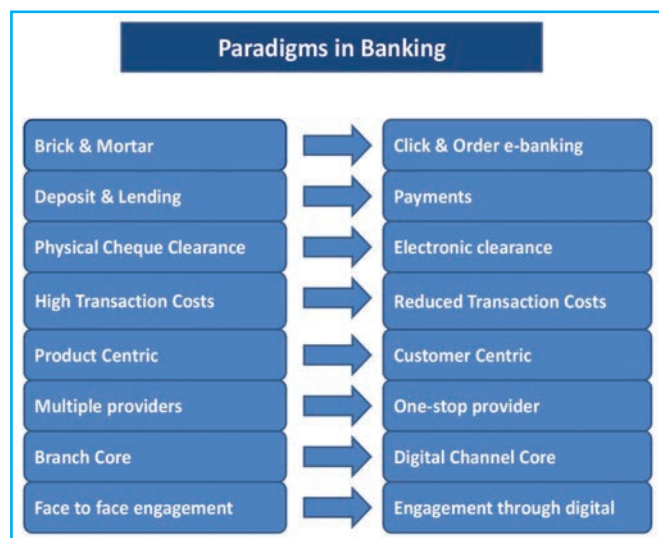 Paradigms in Banking
Brick & Mortar
Click & Order e-banking
Deposit & Lending
Payments
Physical Cheque Clearance
Electronic clearance
High Transaction Costs
Reduced Transaction Costs
Product Centric
Customer Centric
Multiple providers
One-stop provider
Branch Core
Digital Channel Core
Face to face engagement
Engagement through digital